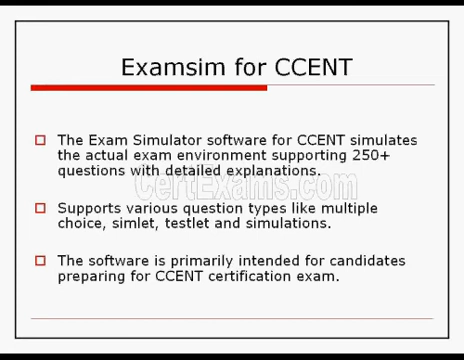 Examsim for CCENT
The Exam Simulator software for CCENT simulates
the actual exam environment supporting 250+
questions with detailed explanations.
CertExams.com
Supports various question types like multiple
choice, simlet, testlet and simulations.
The software is primarily intended for candidates
preparing for CCENT certification exam.